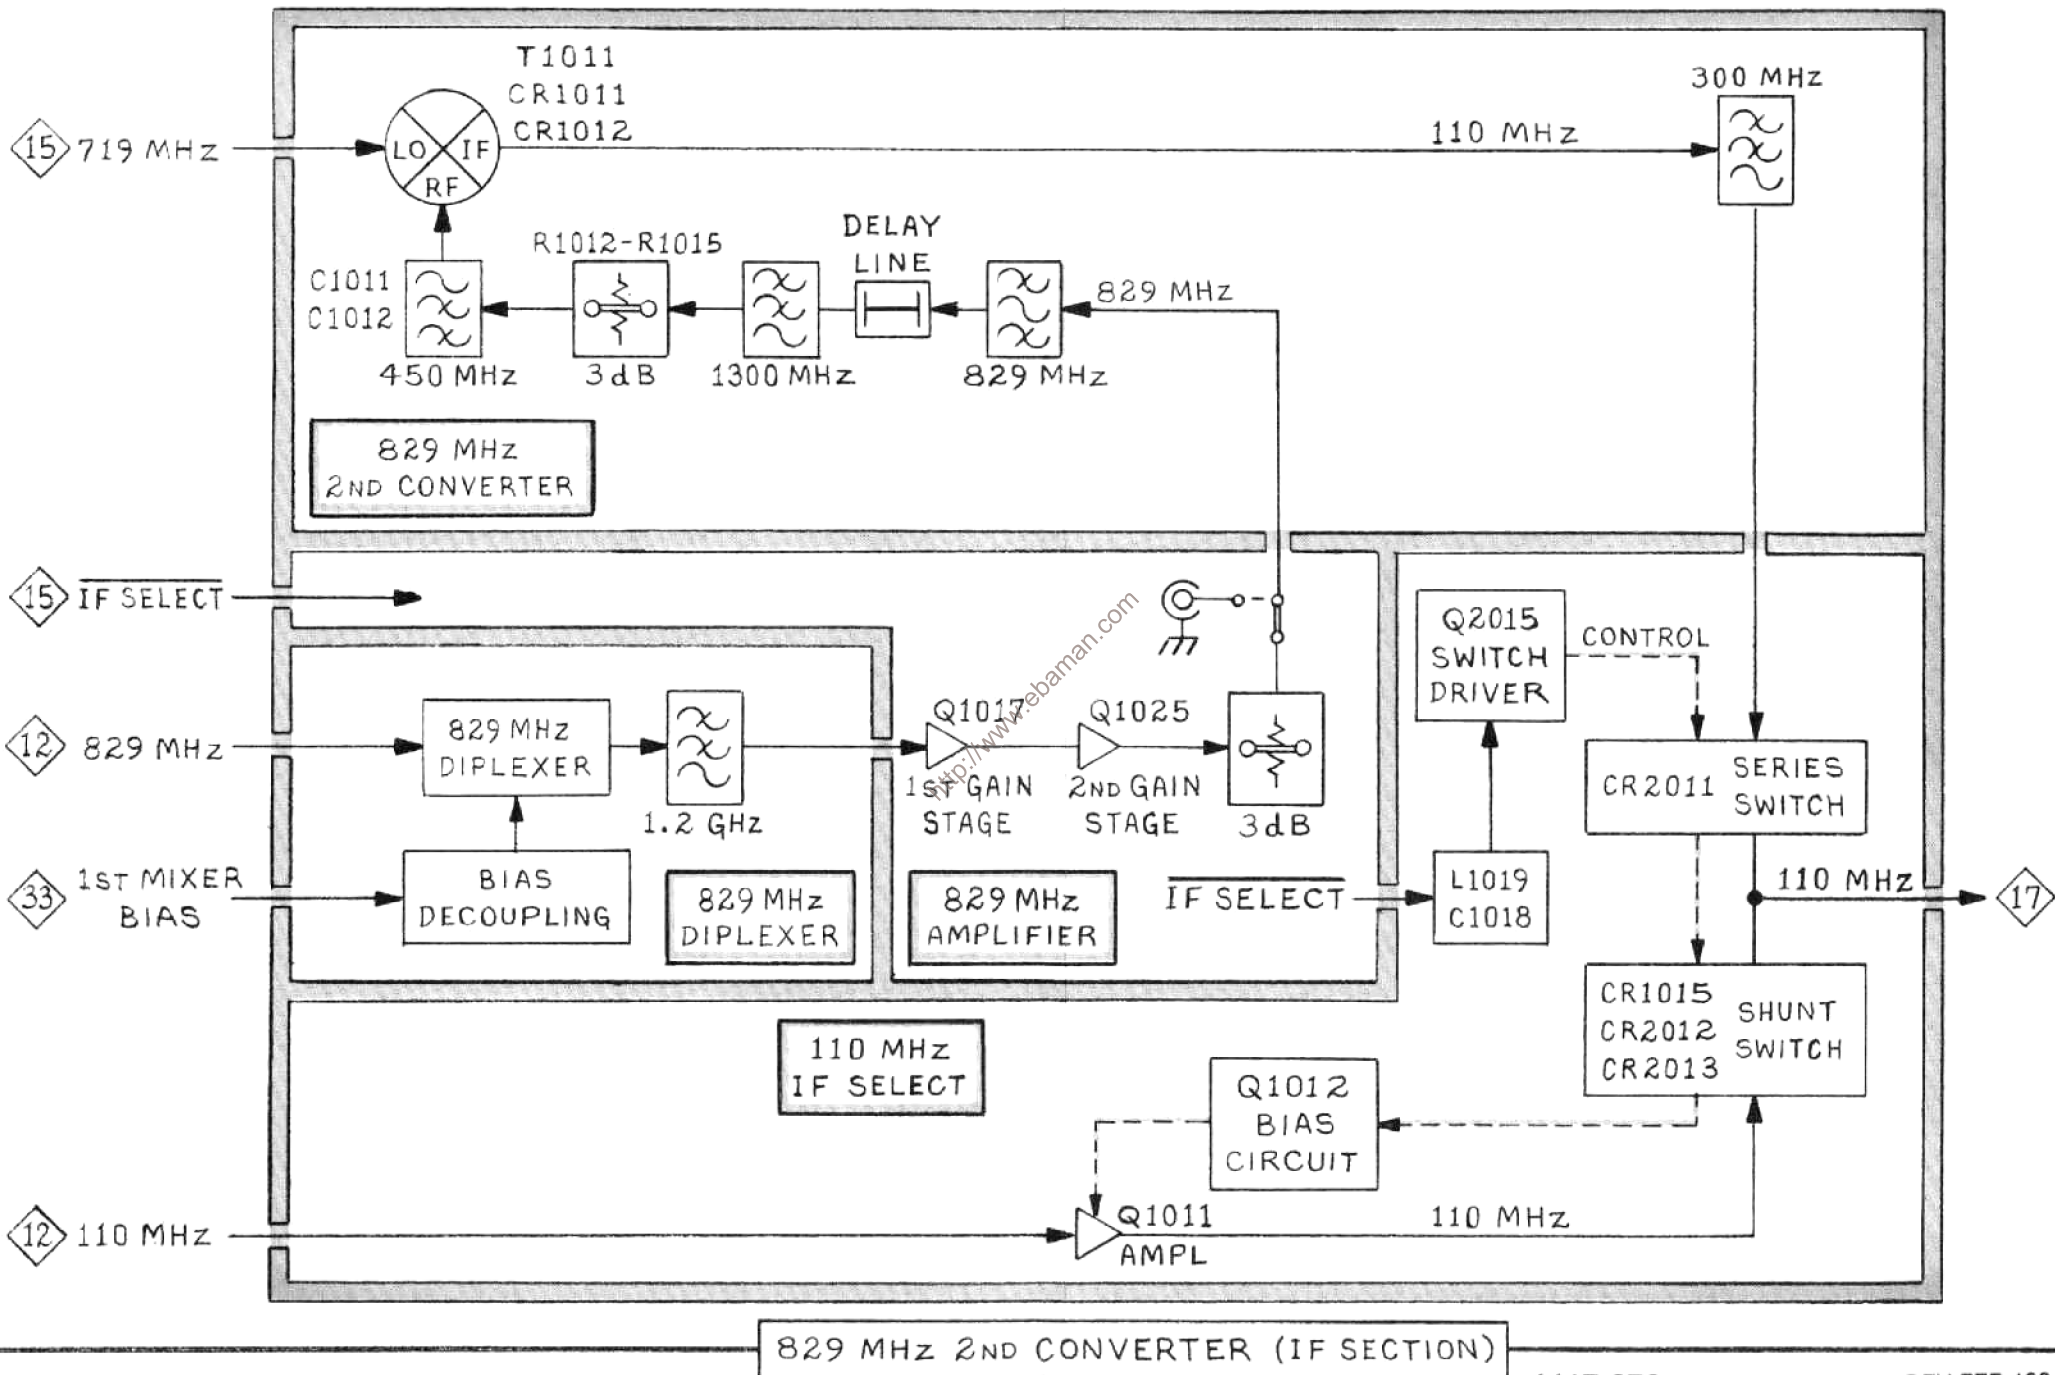 T1011
CR1011
CR1012
300 MHz
15 719 MHz
LO IF
RF
110 MHz
DELAY
LINE
R1012-R1015
C1011
C1012
829 MHz
450 MHz
3dB
1300 MHz
829 MHz
829 MHz
2ND CONVERTER
15 IF SELECT
Q2015
SWITCH
DRIVER
CONTROL
12 829 MHz
829 MHz
DIPLEXER
1.2 GHz
Q1017
1ST GAIN
STAGE
Q1025
2ND GAIN
STAGE
3dB
http://www.ebaman.com
CR2011
SERIES
SWITCH
33 1ST MIXER
BIAS
BIAS
DECOUPLING
829 MHz
DIPLEXER
829 MHz
AMPLIFIER
IF SELECT
L1019
C1018
110 MHz
17
CR1015
CR2012
CR2013
SHUNT
SWITCH
110 MHz
IF SELECT
Q1012
BIAS
CIRCUIT
12 110 MHz
Q1011
AMPL
110 MHz
829 MHz 2ND CONVERTER (IF SECTION)